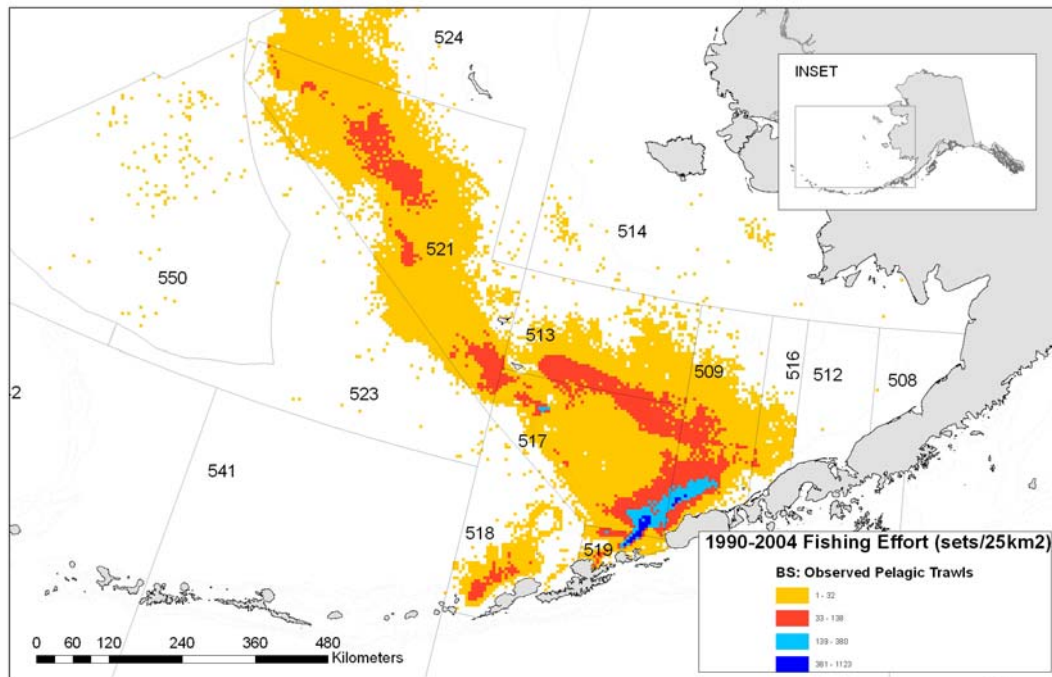 524
INSET
514
521
550
513
509
516
512
508
523
2
517
541
518
519
1990-2004 Fishing Effort (sets/25km2)
BS: Observed Pelagic Trawls
1 - 32
33 - 138
139 - 380
381 - 1123
0 60 120 240 360 480
Kilometers